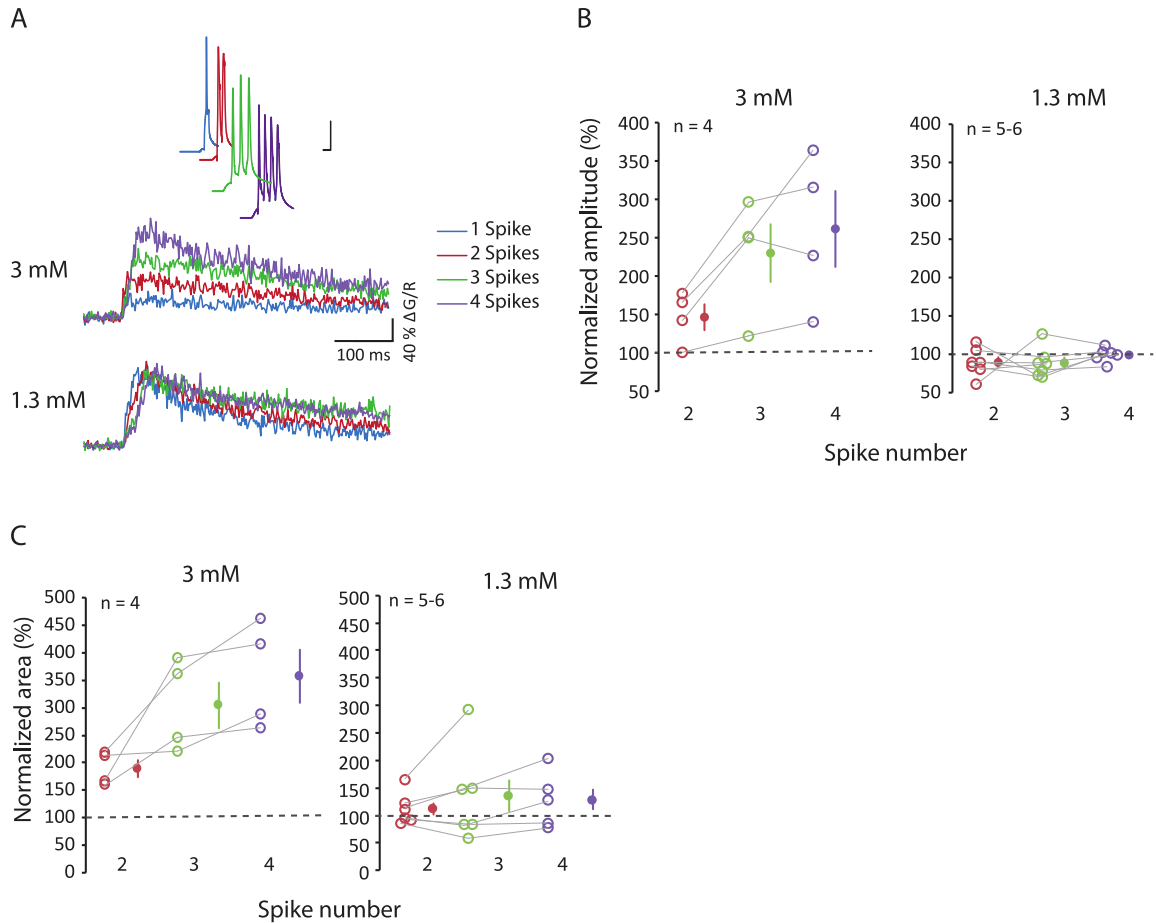 A
3 mM
1 Spike
2 Spikes
3 Spikes
4 Spikes
40 % ΔG/R
100 ms
1.3 mM
B
3 mM
1.3 mM
Normalized amplitude (%)
n = 4
400
350
300
250
200
150
100
50
2
3
4
n = 5-6
400
350
300
250
200
150
100
50
2
3
4
Spike number
C
3 mM
1.3 mM
Normalized area (%)
n = 4
500
450
400
350
300
250
200
150
100
50
0
2
3
4
n = 5-6
500
450
400
350
300
250
200
150
100
50
0
2
3
4
Spike number